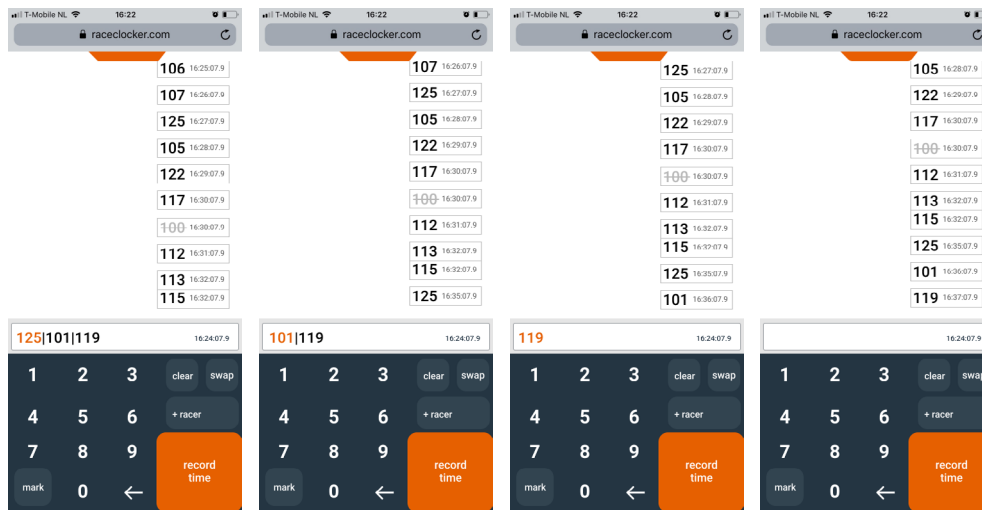 T-Mobile NL 16:22
raceclocker.com
106 16:25:07.9
107 16:26:07.9
125 16:27:07.9
105 16:28:07.9
122 16:29:07.9
117 16:30:07.9
100 16:30:07.9
112 16:31:07.9
113 16:32:07.9
115 16:32:07.9
125|101|119 16:24:07.9
1 2 3 clear swap
4 5 6 + racer
7 8 9 record
time
mark 0 ←
T-Mobile NL 16:22
raceclocker.com
107 16:26:07.9
125 16:27:07.9
105 16:28:07.9
122 16:29:07.9
117 16:30:07.9
100 16:30:07.9
112 16:31:07.9
113 16:32:07.9
115 16:32:07.9
125 16:35:07.9
101|119 16:24:07.9
1 2 3 clear swap
4 5 6 + racer
7 8 9 record
time
mark 0 ←
T-Mobile NL 16:22
raceclocker.com
125 16:27:07.9
105 16:28:07.9
122 16:29:07.9
117 16:30:07.9
100 16:30:07.9
112 16:31:07.9
113 16:32:07.9
115 16:32:07.9
125 16:35:07.9
101 16:36:07.9
119 16:24:07.9
1 2 3 clear swap
4 5 6 + racer
7 8 9 record
time
mark 0 ←
T-Mobile NL 16:22
raceclocker.com
105 16:28:07.9
122 16:29:07.9
117 16:30:07.9
100 16:30:07.9
112 16:31:07.9
113 16:32:07.9
115 16:32:07.9
125 16:35:07.9
101 16:36:07.9
119 16:37:07.9
16:24:07.9
1 2 3 clear swap
4 5 6 + racer
7 8 9 record
time
mark 0 ←